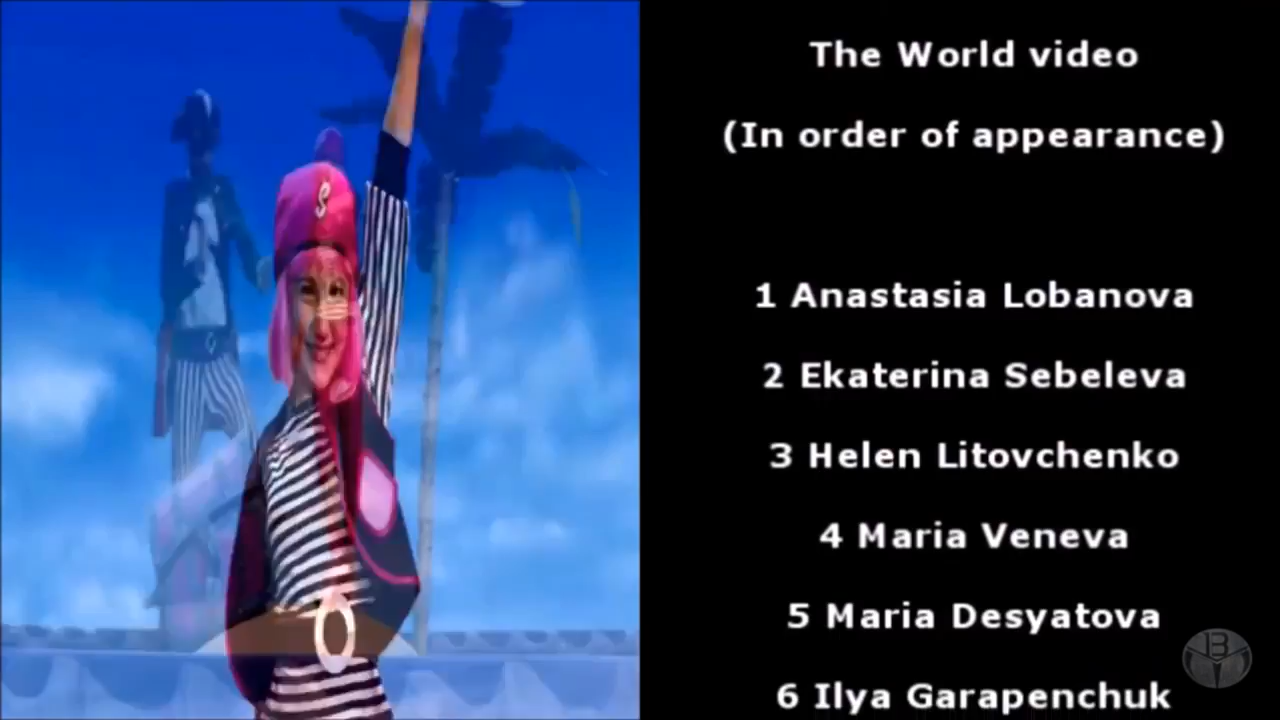 S
The World video
(In order of appearance)
1 Anastasia Lobanova
2 Ekaterina Sebeleva
3 Helen Litovchenko
4 Maria Veneva
5 Maria Desyatova
6 Ilya Garapenchuk
B